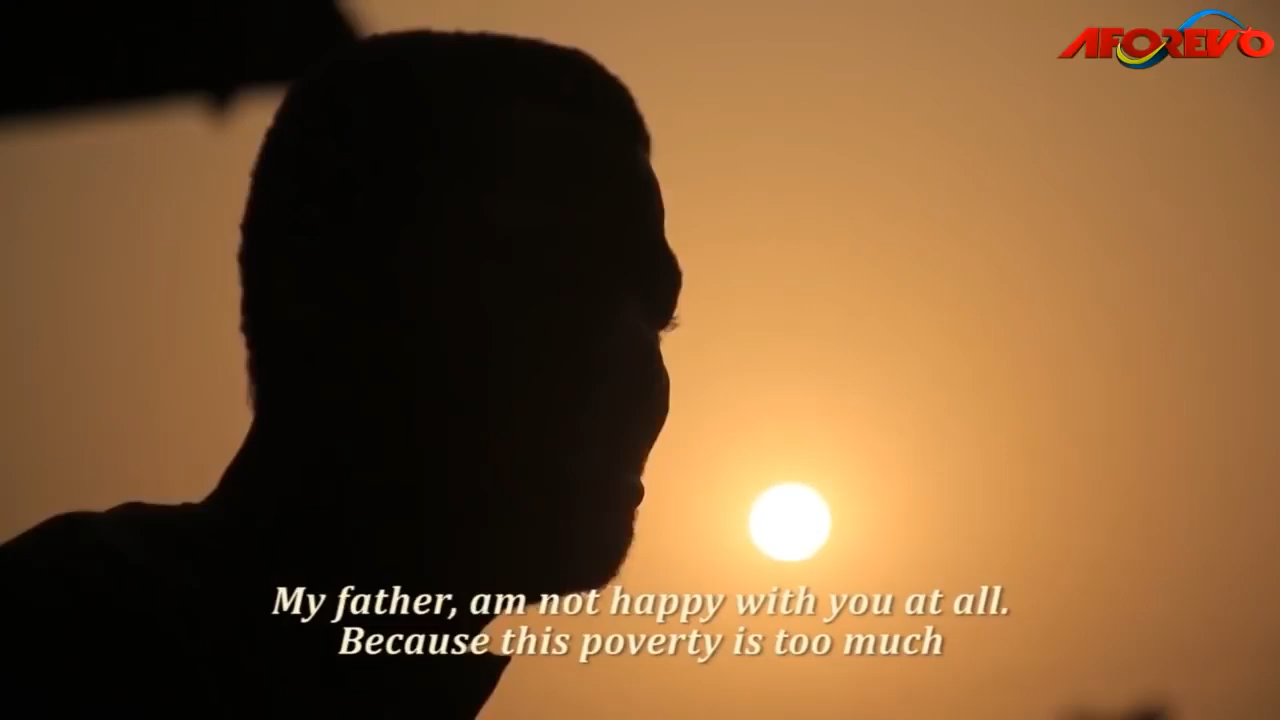 AFOREVO
My father, am not happy with you at all.
Because this poverty is too much